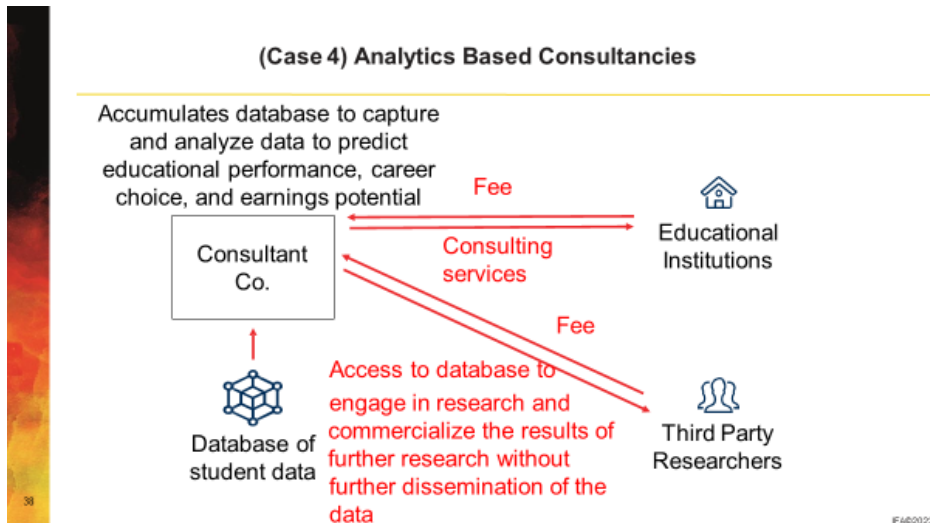 (Case 4) Analytics Based Consultancies
Accumulates database to capture
and analyze data to predict
educational performance, career
choice, and earnings potential
Fee
Consulting
services
Educational
Institutions
Consultant
Co.
Fee
Access to database to
engage in research and
commercialize the results of
further research without
further dissemination of the
data
Database of
student data
Third Party
Researchers
38